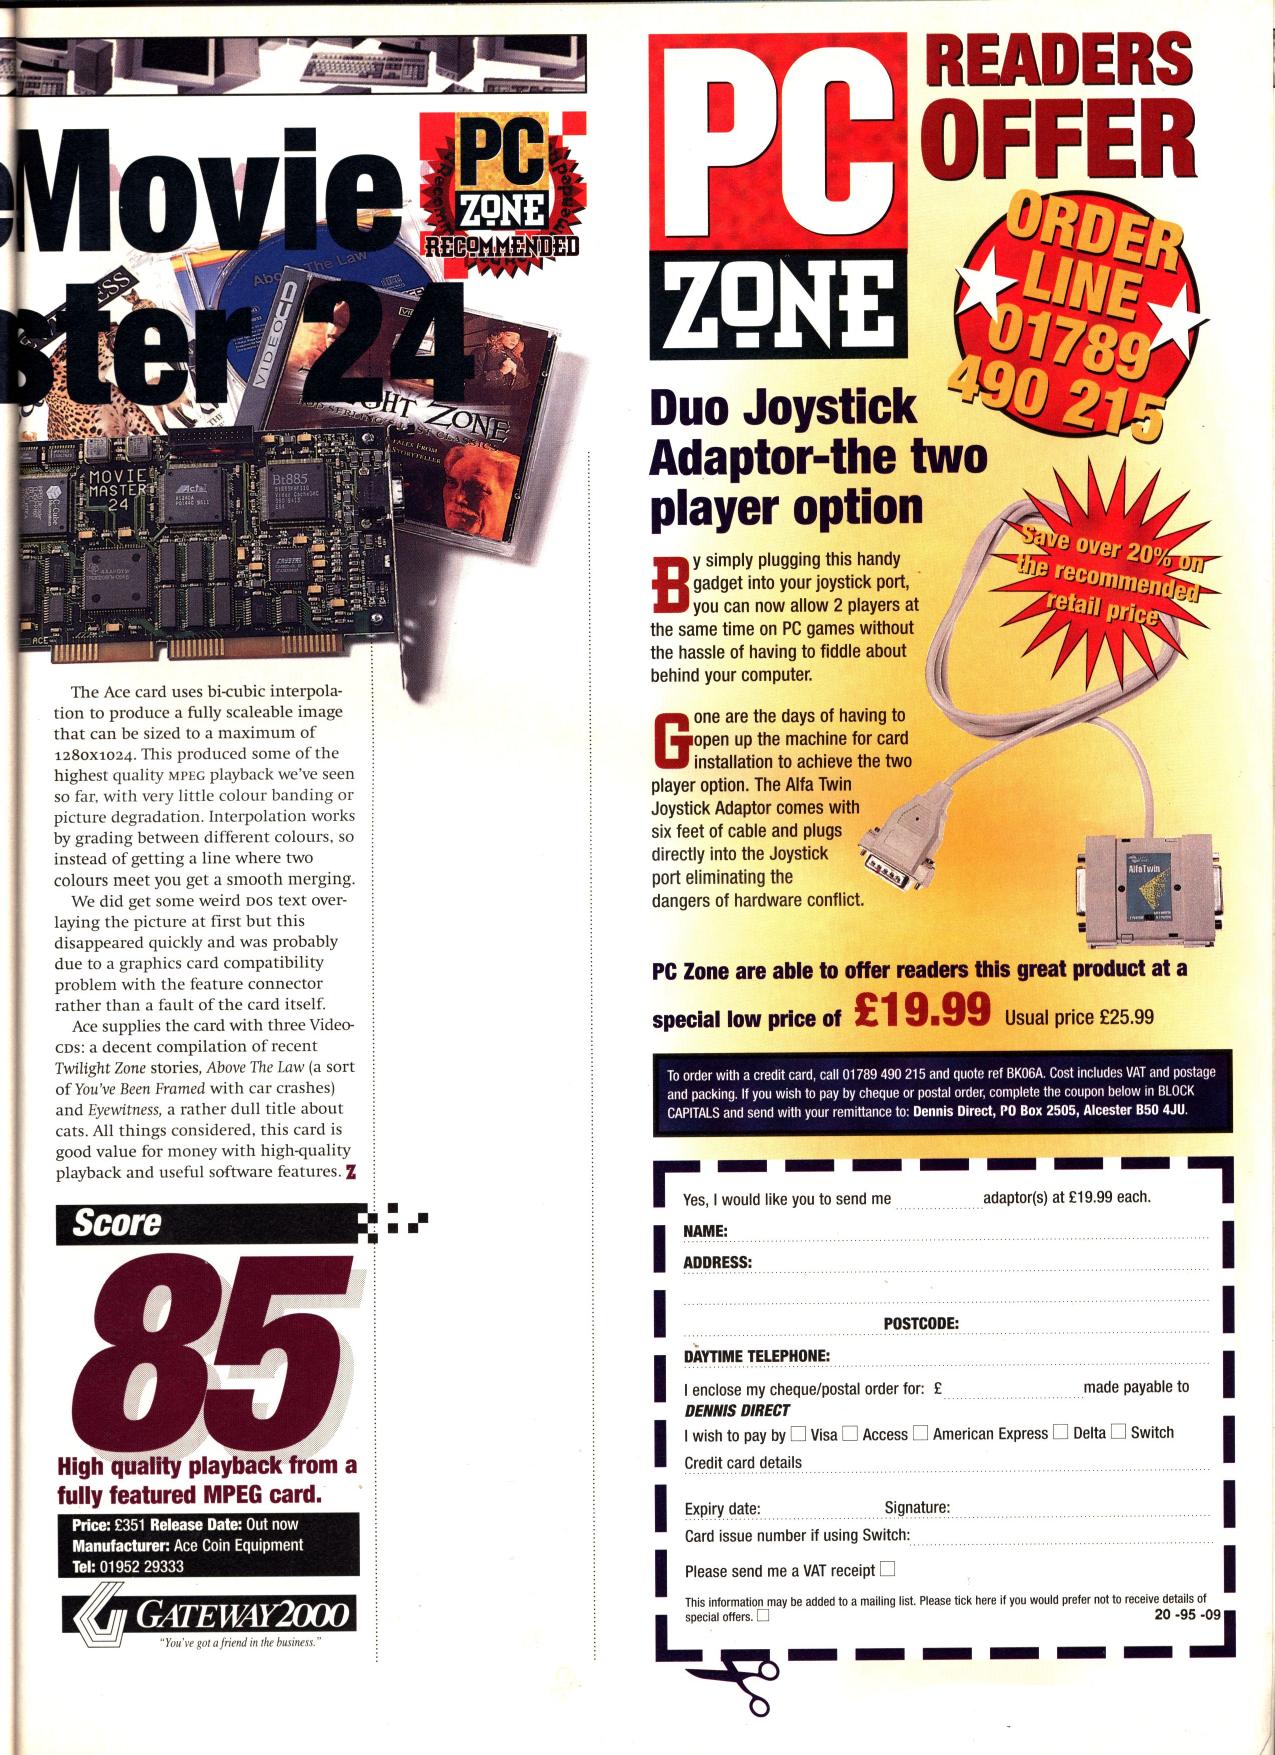 eMovie
ster 24
PC
ZONE
RECOMMENDED
Above The Law
VIDEO CD
ZONE
TALES FROM
STORYTELLER
MOVIE
MASTER
24
Bt885
ACE
The Ace card uses bi-cubic interpola-
tion to produce a fully scaleable image
that can be sized to a maximum of
1280x1024. This produced some of the
highest quality MPEG playback we've seen
so far, with very little colour banding or
picture degradation. Interpolation works
by grading between different colours, so
instead of getting a line where two
colours meet you get a smooth merging.
We did get some weird DOS text over-
laying the picture at first but this
disappeared quickly and was probably
due to a graphics card compatibility
problem with the feature connector
rather than a fault of the card itself.
Ace supplies the card with three Video-
CDs: a decent compilation of recent
Twilight Zone stories, Above The Law (a sort
of You've Been Framed with car crashes)
and Eyewitness, a rather dull title about
cats. All things considered, this card is
good value for money with high-quality
playback and useful software features. Z
Score
85
High quality playback from a
fully featured MPEG card.
Price: £351 Release Date: Out now
Manufacturer: Ace Coin Equipment
Tel: 01952 29333
GATEWAY2000
"You've got a friend in the business."
PC
ZONE
READERS
OFFER
ORDER
LINE
01789
490 215
Duo Joystick
Adaptor-the two
player option
Save over 20% on
the recommended
retail price
By simply plugging this handy
gadget into your joystick port,
you can now allow 2 players at
the same time on PC games without
the hassle of having to fiddle about
behind your computer.
Gone are the days of having to
open up the machine for card
installation to achieve the two
player option. The Alfa Twin
Joystick Adaptor comes with
six feet of cable and plugs
directly into the Joystick
port eliminating the
dangers of hardware conflict.
AlfaTwin
PC Zone are able to offer readers this great product at a
special low price of £19.99 Usual price £25.99
To order with a credit card, call 01789 490 215 and quote ref BK06A. Cost includes VAT and postage
and packing. If you wish to pay by cheque or postal order, complete the coupon below in BLOCK
CAPITALS and send with your remittance to: Dennis Direct, PO Box 2505, Alcester B50 4JU.
Yes, I would like you to send me adaptor(s) at £19.99 each.
NAME:
ADDRESS:
POSTCODE:
DAYTIME TELEPHONE:
I enclose my cheque/postal order for: £ made payable to
DENNIS DIRECT
I wish to pay by Visa Access American Express Delta Switch
Credit card details
Expiry date: Signature:
Card issue number if using Switch:
Please send me a VAT receipt
This information may be added to a mailing list. Please tick here if you would prefer not to receive details of
special offers.
20 -95 -09